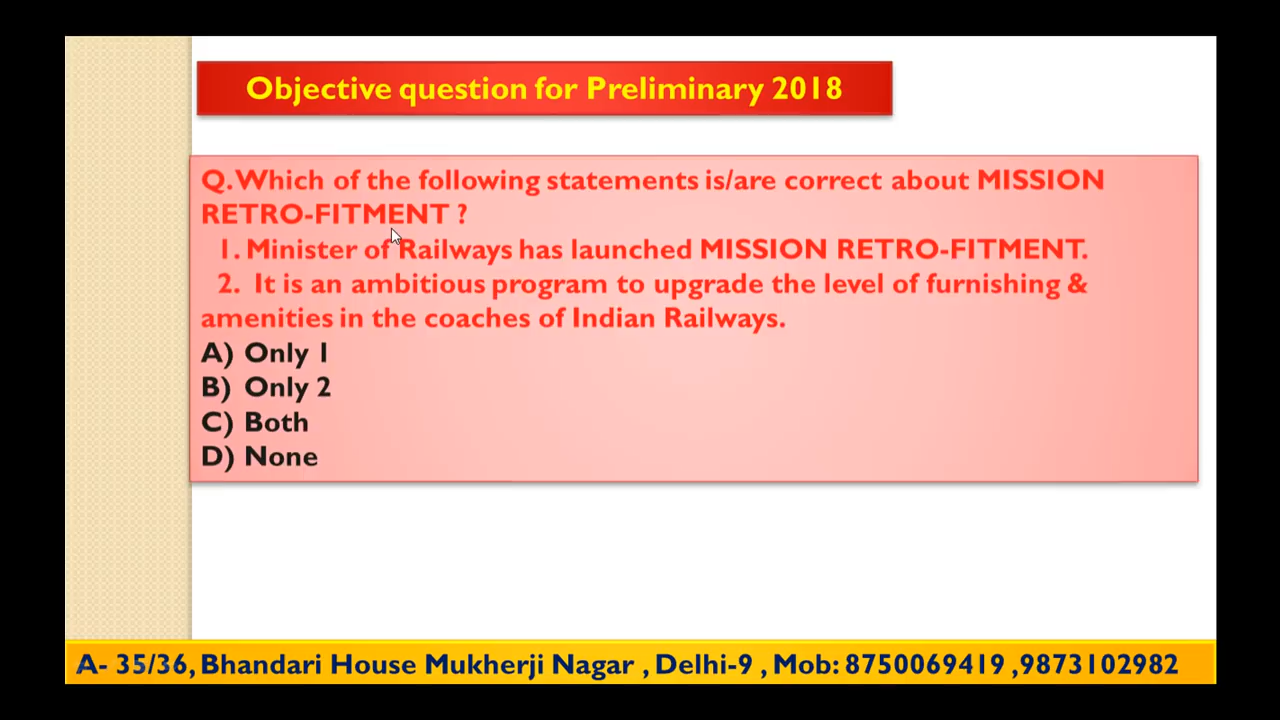 Objective question for Preliminary 2018
Q. Which of the following statements is/are correct about MISSION
RETRO-FITMENT ?
1. Minister of Railways has launched MISSION RETRO-FITMENT.
2. It is an ambitious program to upgrade the level of furnishing &
amenities in the coaches of Indian Railways.
A) Only 1
B) Only 2
C) Both
D) None
A- 35/36, Bhandari House Mukherji Nagar , Delhi-9 , Mob: 8750069419 ,9873102982